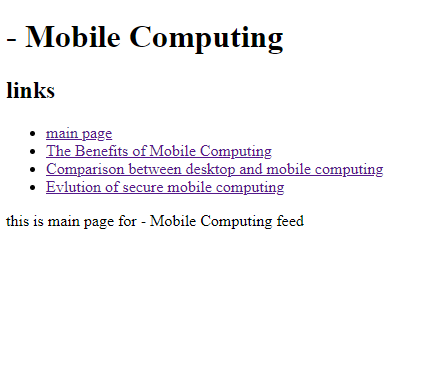 - Mobile Computing
links
main page
The Benefits of Mobile Computing
Comparison between desktop and mobile computing
Evlution of secure mobile computing
this is main page for - Mobile Computing feed